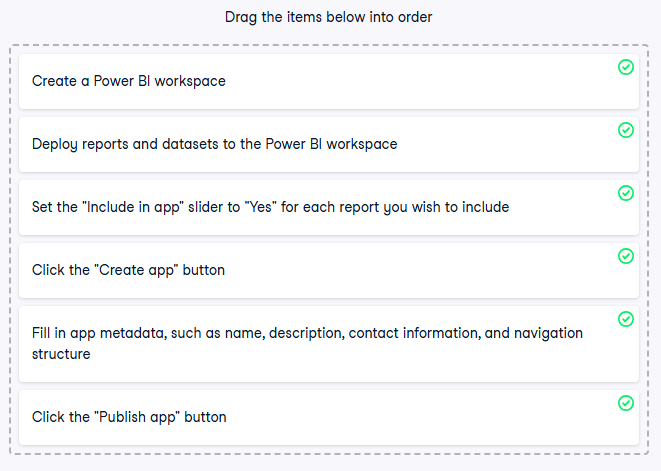 Drag the items below into order
Create a Power BI workspace
Deploy reports and datasets to the Power BI workspace
Set the "Include in app" slider to "Yes" for each report you wish to include
Click the "Create app" button
Fill in app metadata, such as name, description, contact information, and navigation
structure
Click the "Publish app" button